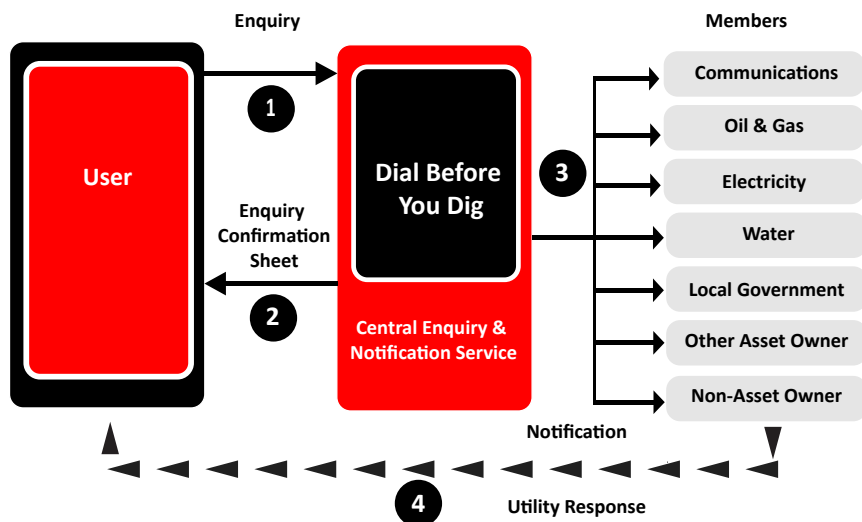 Enquiry
Members
1
User
Enquiry
Confirmation
Sheet
2
Dial Before
You Dig
Central Enquiry &
Notification Service
3
Communications
Oil & Gas
Electricity
Water
Local Government
Other Asset Owner
Non-Asset Owner
Notification
4
Utility Response